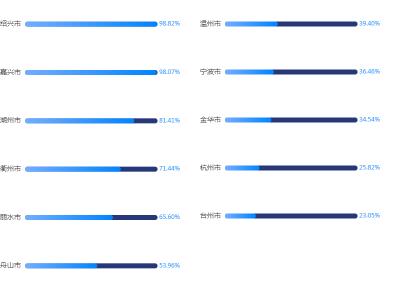 绍兴市 98.82%
嘉兴市 98.07%
湖州市 81.41%
衢州市 71.44%
丽水市 65.60%
舟山市 53.96%
温州市 39.40%
宁波市 36.46%
金华市 34.54%
杭州市 25.82%
台州市 23.05%